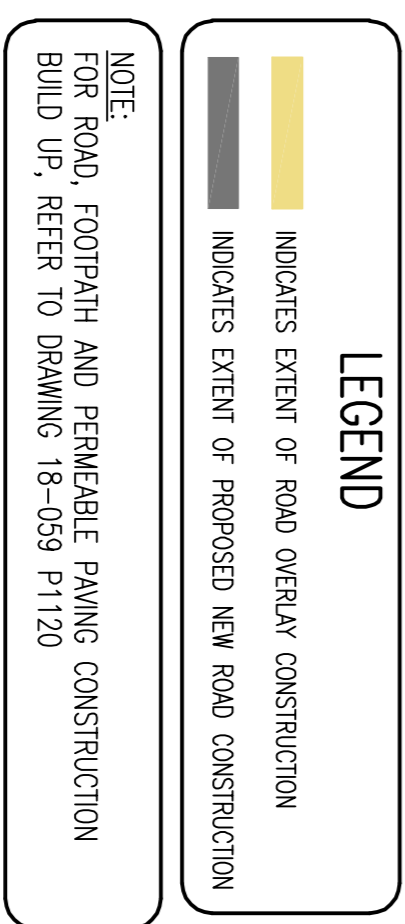 LEGEND
INDICATES EXTENT OF ROAD OVERLAY CONSTRUCTION
INDICATES EXTENT OF PROPOSED NEW ROAD CONSTRUCTION
NOTE:
FOR ROAD, FOOTPATH AND PERMEABLE PAVING CONSTRUCTION
BUILD UP, REFER TO DRAWING 18-059 P1120